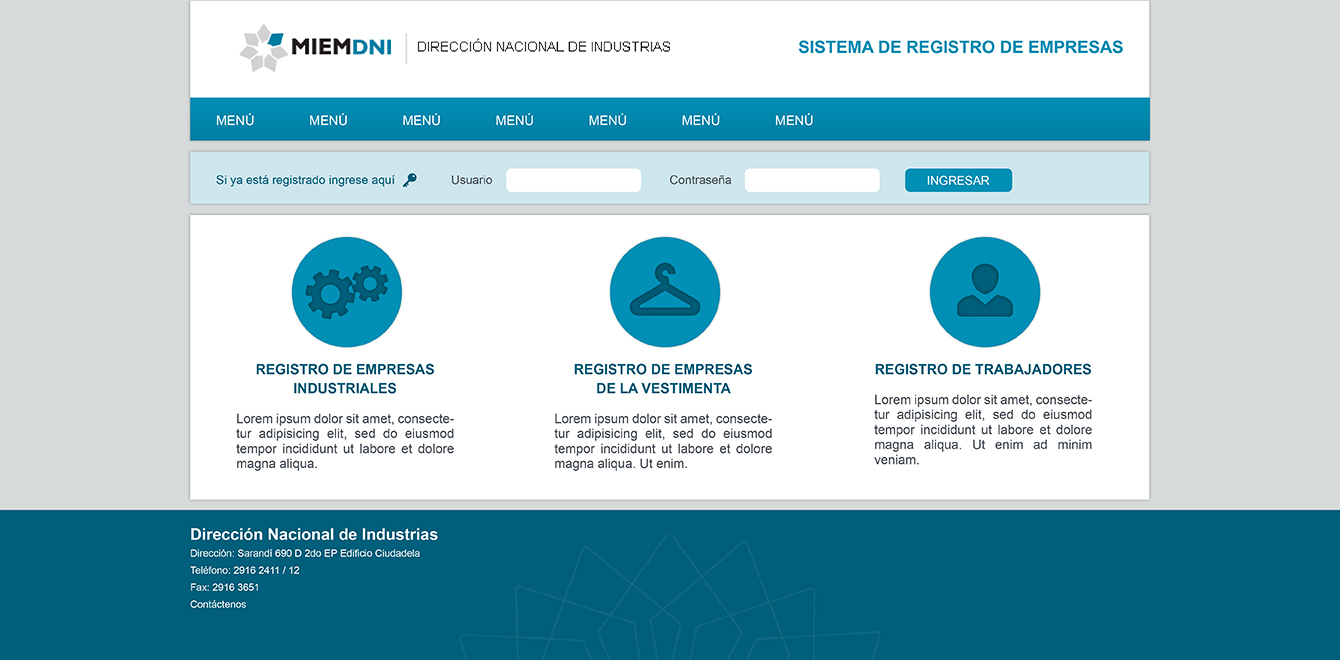 MIEMDNI
DIRECCIÓN NACIONAL DE INDUSTRIAS
SISTEMA DE REGISTRO DE EMPRESAS
MENÚ MENÚ MENÚ MENÚ MENÚ MENÚ MENÚ
Si ya está registrado ingrese aquí Usuario Contraseña INGRESAR
REGISTRO DE EMPRESAS
INDUSTRIALES
Lorem ipsum dolor sit amet, consecte-
tur adipisicing elit, sed do eiusmod
tempor incididunt ut labore et dolore
magna aliqua.
REGISTRO DE EMPRESAS
DE LA VESTIMENTA
Lorem ipsum dolor sit amet, consecte-
tur adipisicing elit, sed do eiusmod
tempor incididunt ut labore et dolore
magna aliqua. Ut enim.
REGISTRO DE TRABAJADORES
Lorem ipsum dolor sit amet, consecte-
tur adipisicing elit, sed do eiusmod
tempor incididunt ut labore et dolore
magna aliqua. Ut enim ad minim
veniam.
Dirección Nacional de Industrias
Dirección: Sarandí 690 D 2do EP Edificio Ciudadela
Teléfono: 2916 2411 / 12
Fax: 2916 3651
Contáctenos